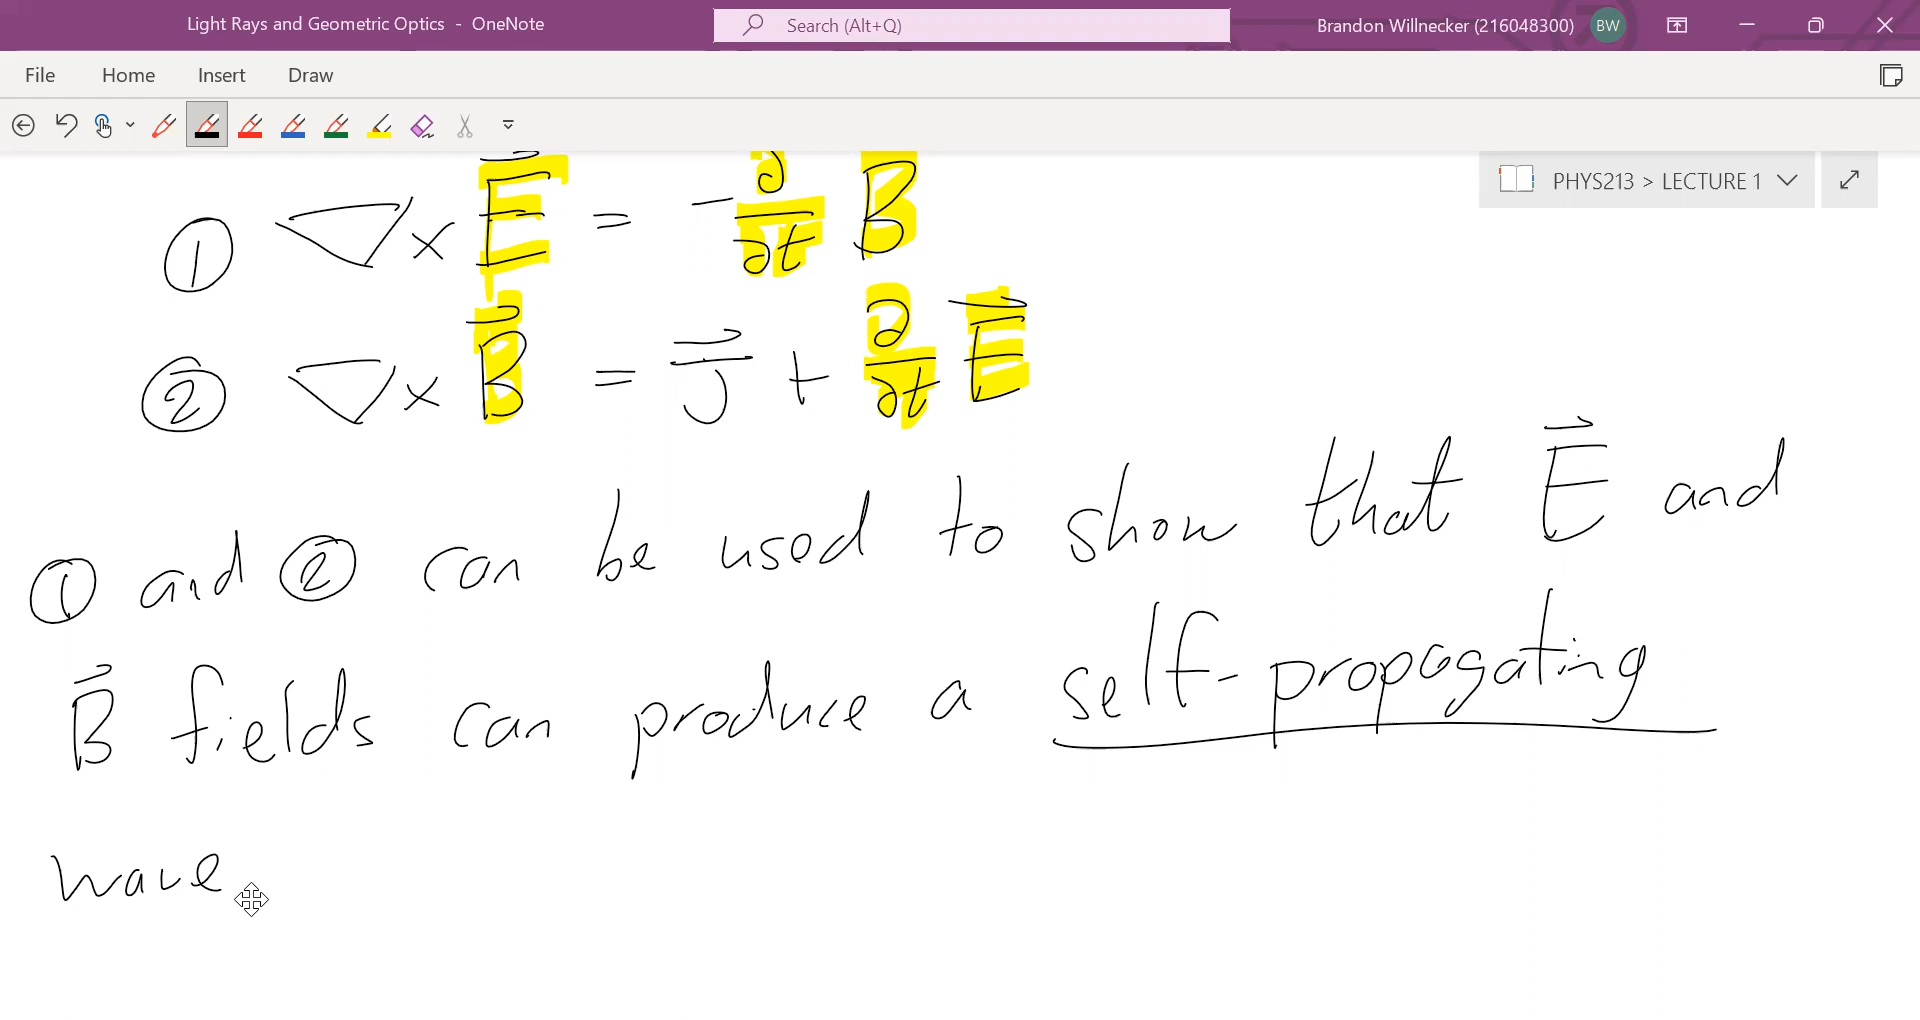 Light Rays and Geometric Optics - OneNote
Search (Alt+Q)
Brandon Willnecker (216048300)
BW
File Home Insert Draw
PHYS213 > LECTURE 1
① ∇ × E⃗ = - ∂/∂t B
② ∇ × B⃗ = J⃗ + ∂/∂t E⃗
① and ② can be used to show that E⃗ and
B⃗ fields can produce a self-propagating
wave